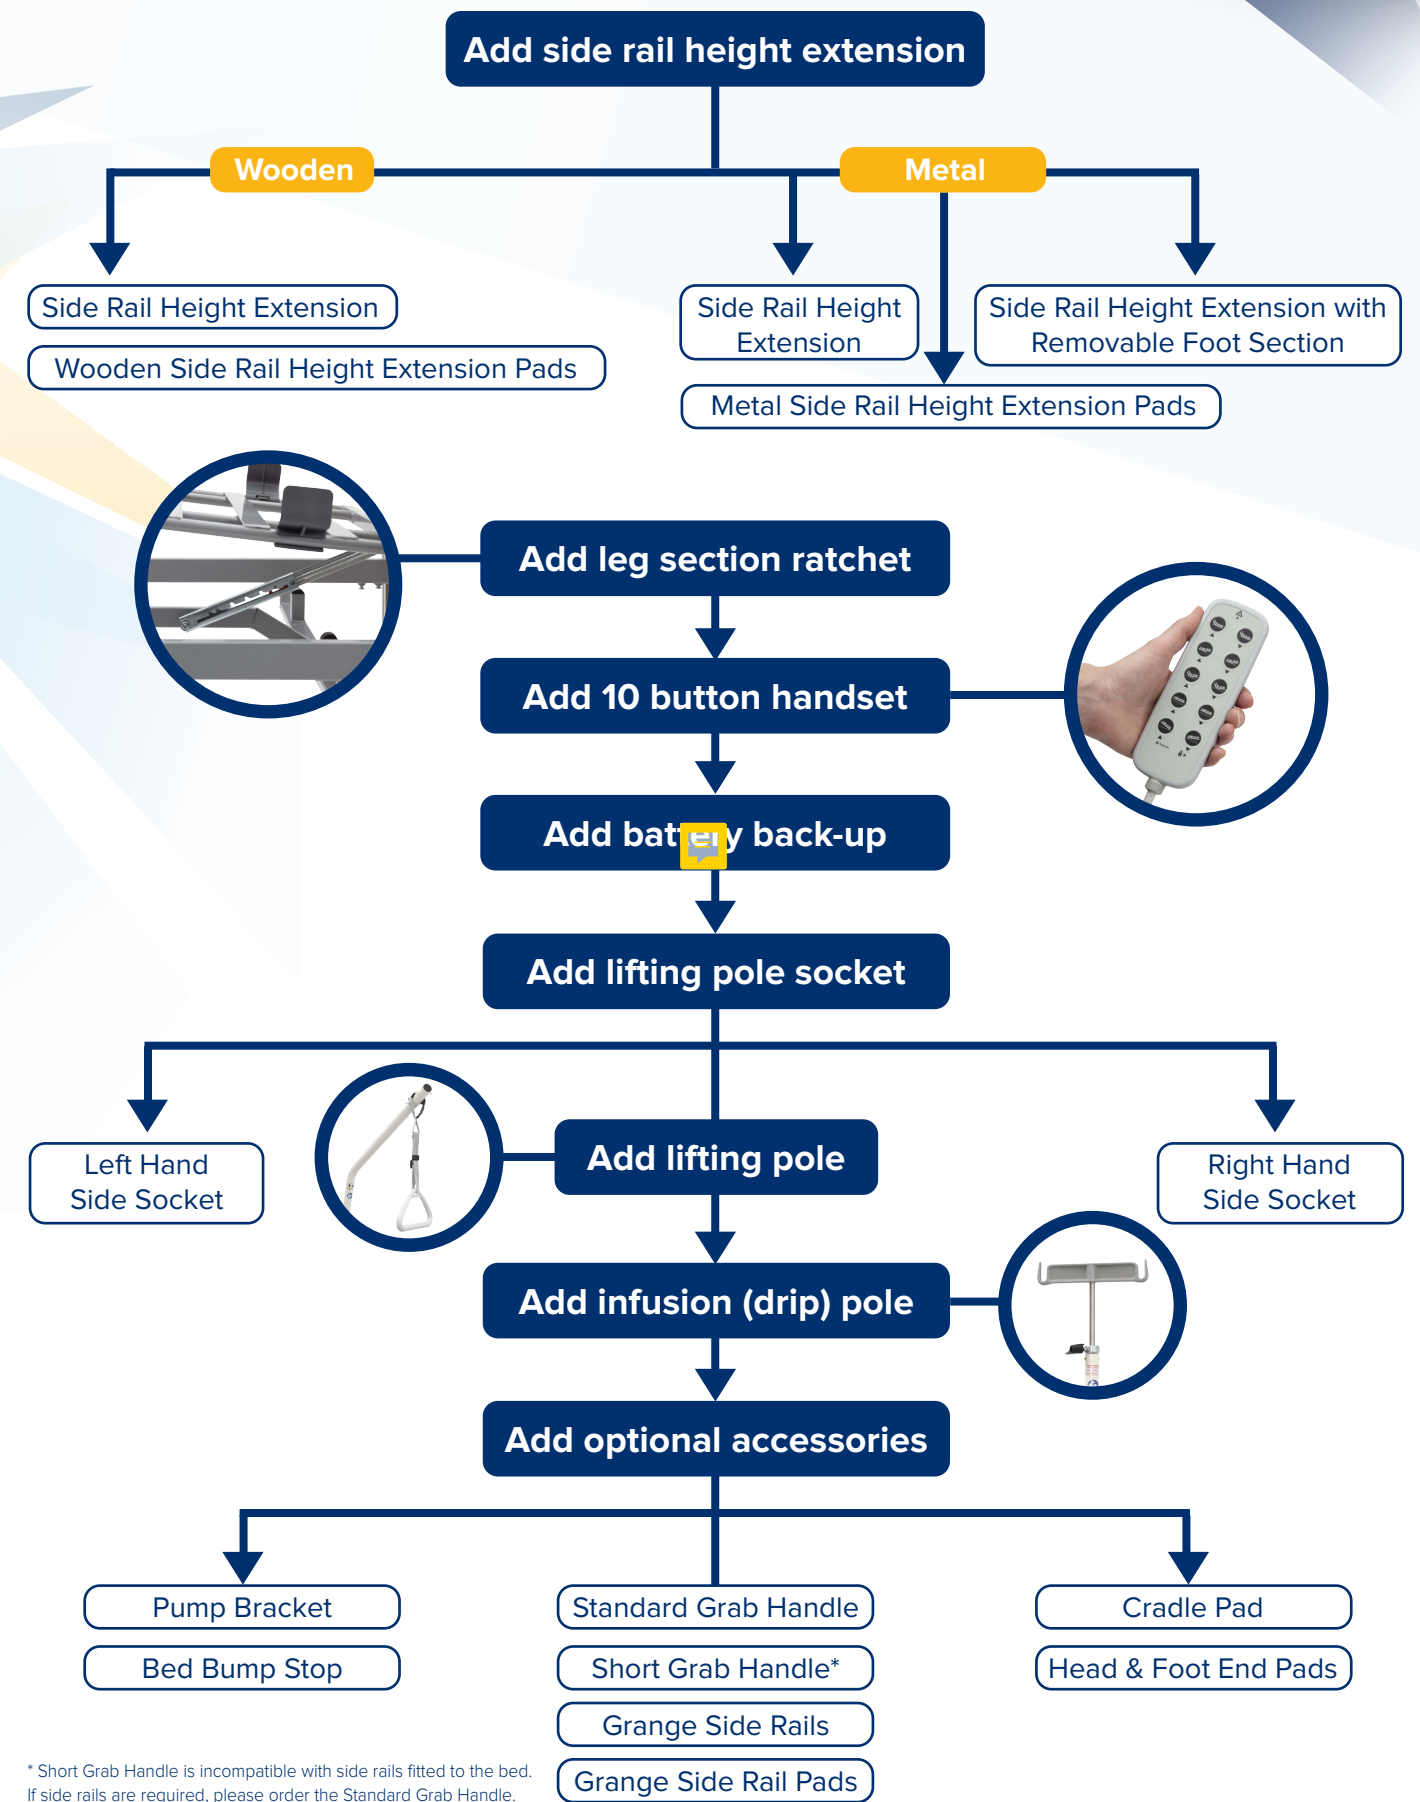 Add side rail height extension
Wooden
Metal
Side Rail Height Extension
Wooden Side Rail Height Extension Pads
Side Rail Height
Extension
Side Rail Height Extension with
Removable Foot Section
Metal Side Rail Height Extension Pads
Add leg section ratchet
Add 10 button handset
Add battery back-up
Add lifting pole socket
Left Hand
Side Socket
Add lifting pole
Right Hand
Side Socket
Add infusion (drip) pole
Add optional accessories
Pump Bracket
Bed Bump Stop
Standard Grab Handle
Short Grab Handle*
Grange Side Rails
Grange Side Rail Pads
Cradle Pad
Head & Foot End Pads
* Short Grab Handle is incompatible with side rails fitted to the bed.
If side rails are required, please order the Standard Grab Handle.